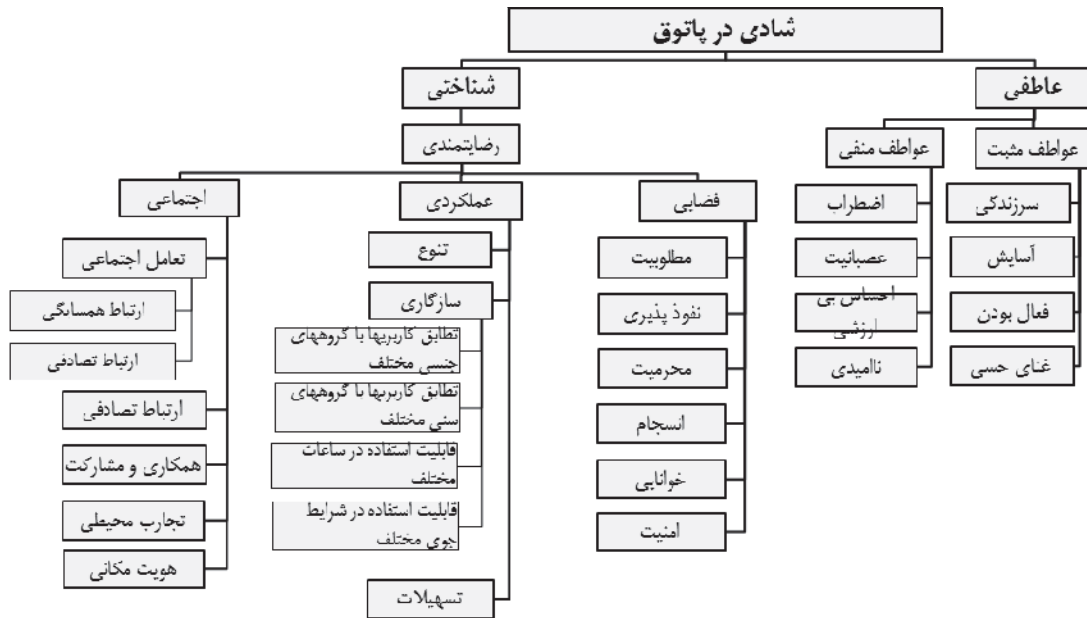 شادی در پاتوق
عاطفی
شناختی
عواطف مثبت
عواطف منفی
رضایتمندی
سرزندگی
آسایش
فعال بودن
غنای حسی
اضطراب
عصبانیت
احساس بی
ارزشی
ناامیدی
فضایی
عملکردی
اجتماعی
مطلوبیت
نفوذ پذیری
محرمیت
انسجام
خوانایی
امنیت
تنوع
سازگاری
تطابق کاربریها با گروههای
جنسی مختلف
تطابق کاربریها با گروههای
سنی مختلف
قابلیت استفاده در ساعات
مختلف
قابلیت استفاده در شرایط
جوی مختلف
تسهیلات
تعامل اجتماعی
ارتباط همسایگی
ارتباط تصادفی
ارتباط تصادفی
همکاری و مشارکت
تجارب محیطی
هویت مکانی